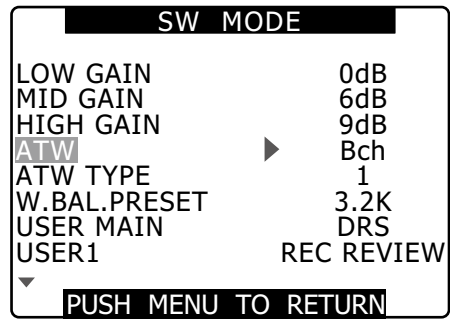 SW MODE
LOW GAIN 0dB
MID GAIN 6dB
HIGH GAIN 9dB
ATW Bch
ATW TYPE 1
W.BAL.PRESET 3.2K
USER MAIN DRS
USER1 REC REVIEW
PUSH MENU TO RETURN